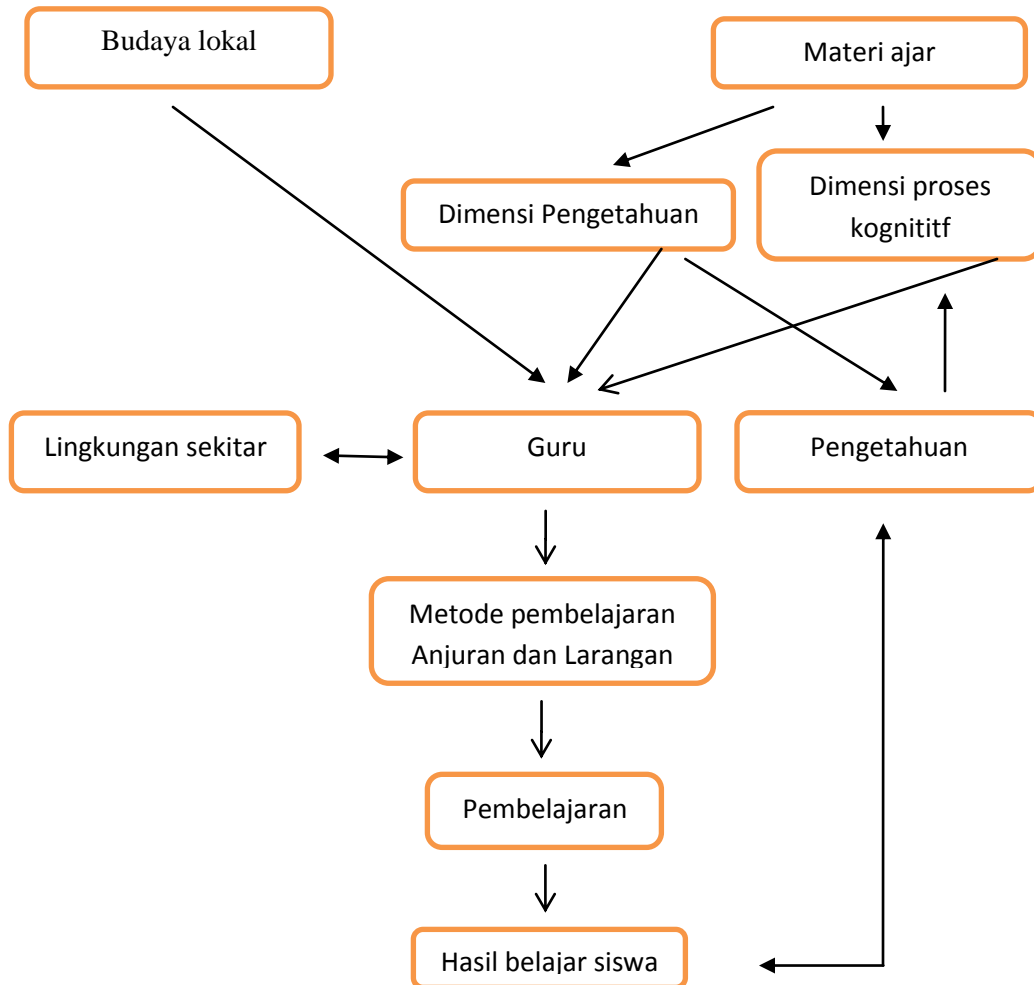 Budaya lokal
Materi ajar
Dimensi Pengetahuan
Dimensi proses
kognititf
Lingkungan sekitar
Guru
Pengetahuan
Metode pembelajaran
Anjuran dan Larangan
Pembelajaran
Hasil belajar siswa